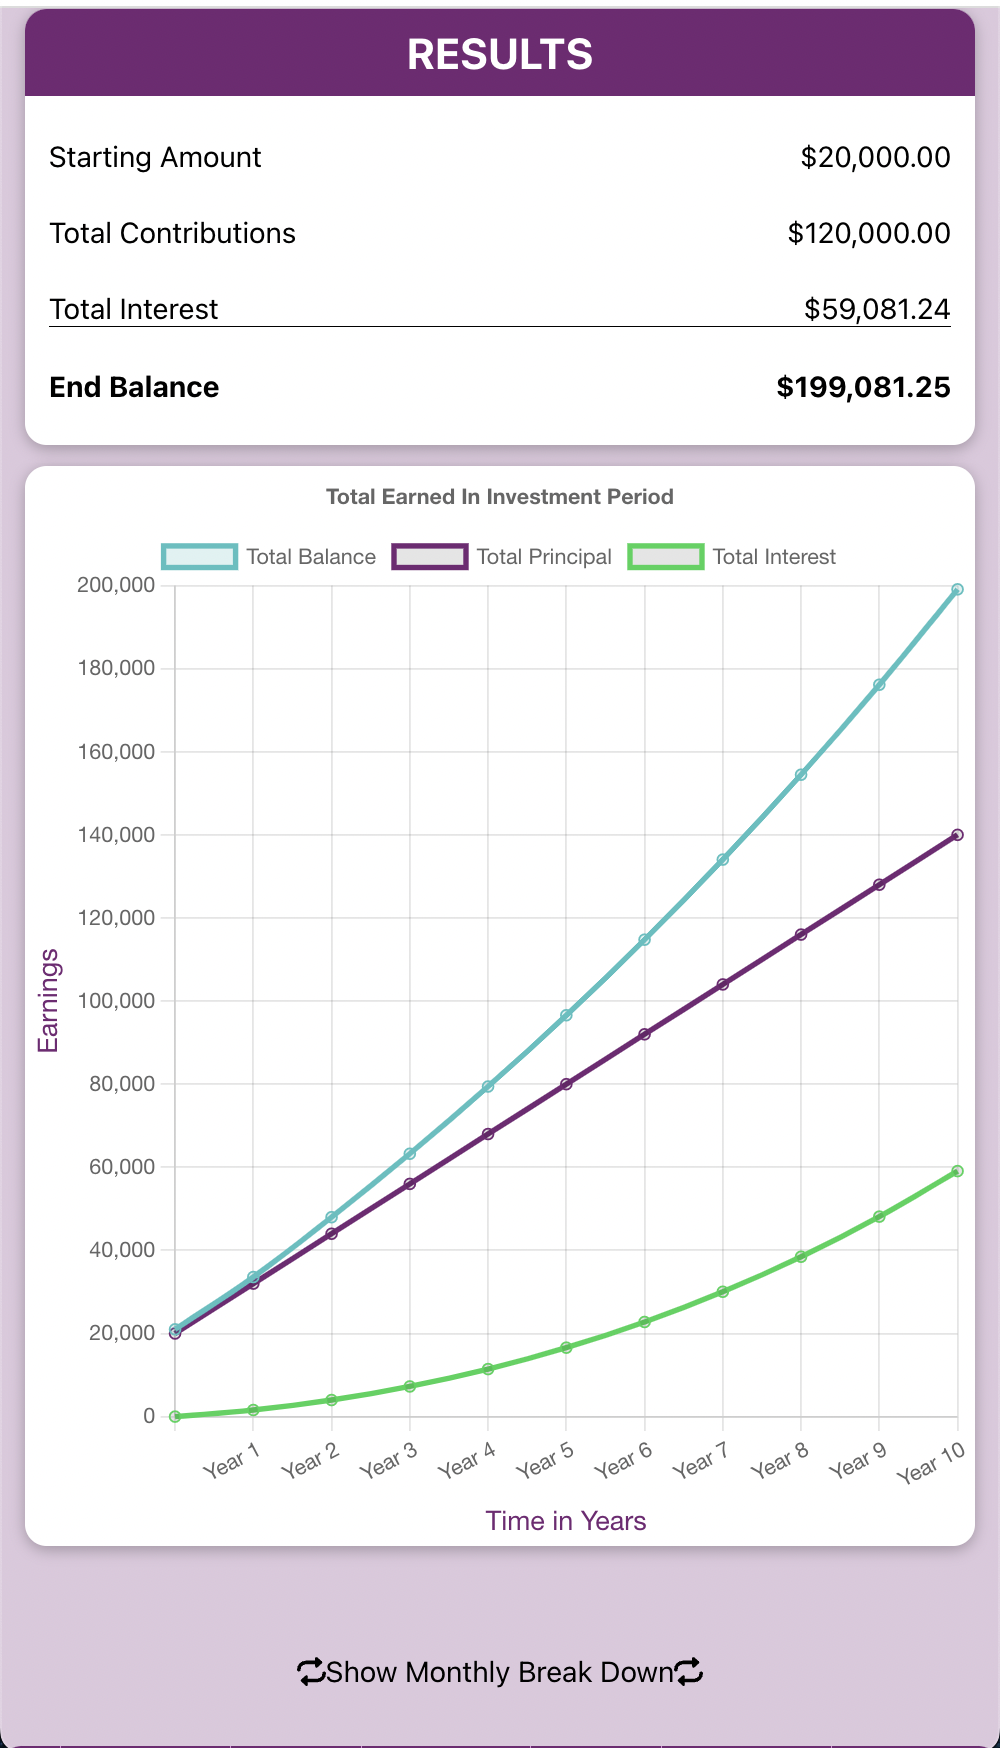 RESULTS
Starting Amount $20,000.00
Total Contributions $120,000.00
Total Interest $59,081.24
End Balance $199,081.25
Total Earned In Investment Period
Total Balance Total Principal Total Interest
200,000
180,000
160,000
140,000
120,000
100,000
80,000
60,000
40,000
20,000
0
Earnings
Year 1 Year 2 Year 3 Year 4 Year 5 Year 6 Year 7 Year 8 Year 9 Year 10
Time in Years
Show Monthly Break Down